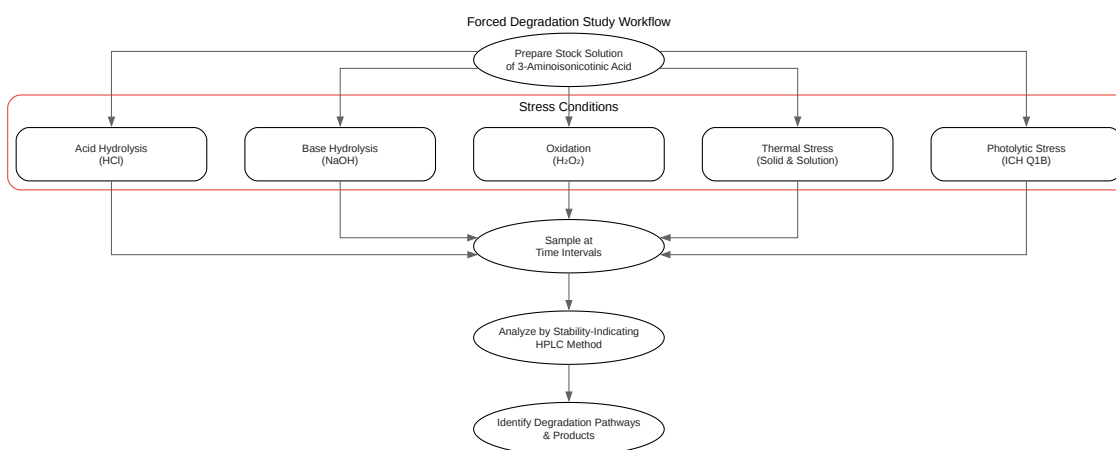 Forced Degradation Study Workflow
Prepare Stock Solution
of 3-Aminoisonicotinic Acid
Stress Conditions
Acid Hydrolysis
(HCl)
Base Hydrolysis
(NaOH)
Oxidation
(H₂O₂)
Thermal Stress
(Solid & Solution)
Photolytic Stress
(ICH Q1B)
Sample at
Time Intervals
Analyze by Stability-Indicating
HPLC Method
Identify Degradation Pathways
& Products